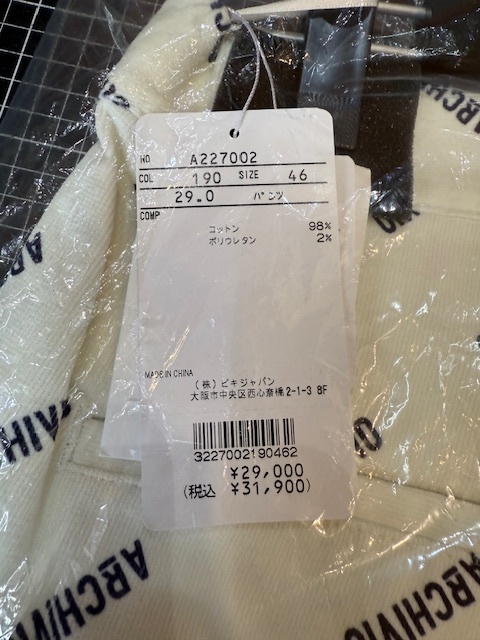 NO A227002
COL 190 SIZE 46
29.0 パンツ
COMP
コットン 98%
ポリウレタン 2%
MADE IN CHINA
(株)ビキジャパン
大阪市中央区西心斎橋2-1-3 8F
3227002190462
¥29,000
(税込 ¥31,900)
ARCHIVIO
ARCHIVIO